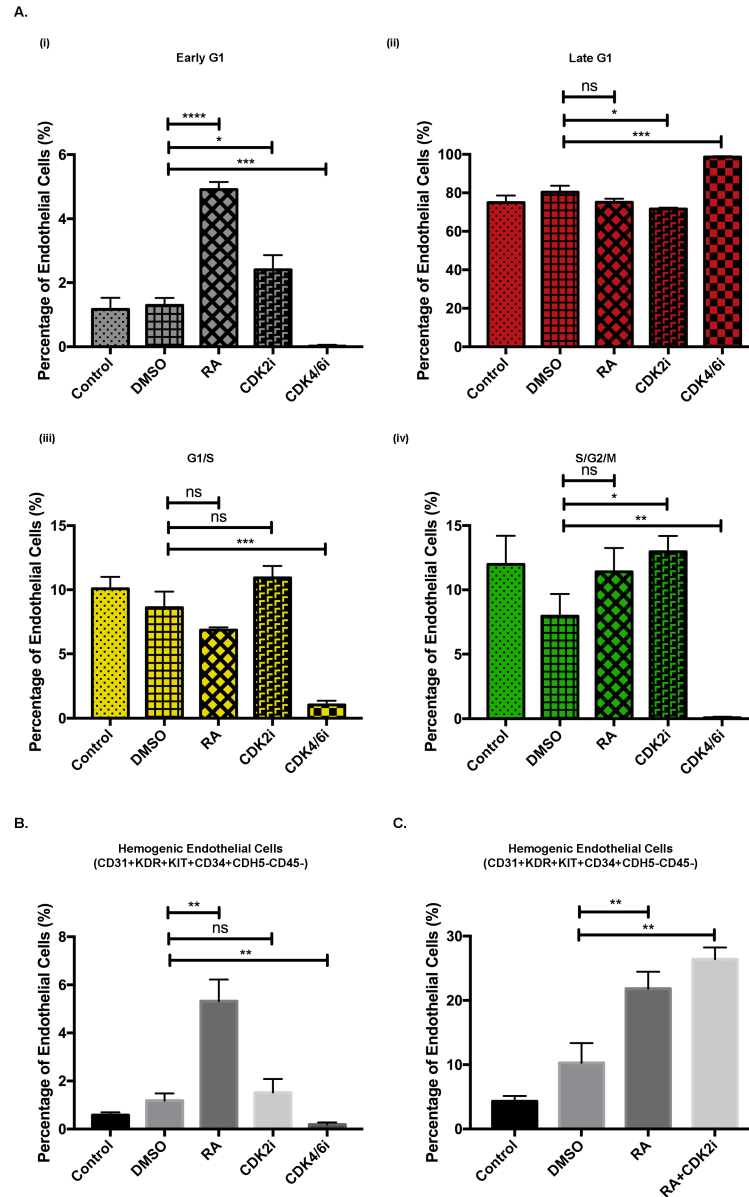 A.
(i)
Early G1
****
*
***
Percentage of Endothelial Cells (%)
6
4
2
0
Control
DMSO
RA
CDK2i
CDK4/6i
(ii)
Late G1
ns
*
***
Percentage of Endothelial Cells (%)
100
80
60
40
20
0
Control
DMSO
RA
CDK2i
CDK4/6i
(iii)
G1/S
ns
ns
***
Percentage of Endothelial Cells (%)
15
10
5
0
Control
DMSO
RA
CDK2i
CDK4/6i
(iv)
S/G2/M
ns
*
**
Percentage of Endothelial Cells (%)
15
10
5
0
Control
DMSO
RA
CDK2i
CDK4/6i
B.
Hemogenic Endothelial Cells
(CD31+KDR+KIT+CD34+CDH5-CD45-)
**
ns
**
Percentage of Endothelial Cells (%)
8
6
4
2
0
Control
DMSO
RA
CDK2i
CDK4/6i
C.
Hemogenic Endothelial Cells
(CD31+KDR+KIT+CD34+CDH5-CD45-)
**
**
Percentage of Endothelial Cells (%)
30
20
10
0
Control
DMSO
RA
RA+CDK2i